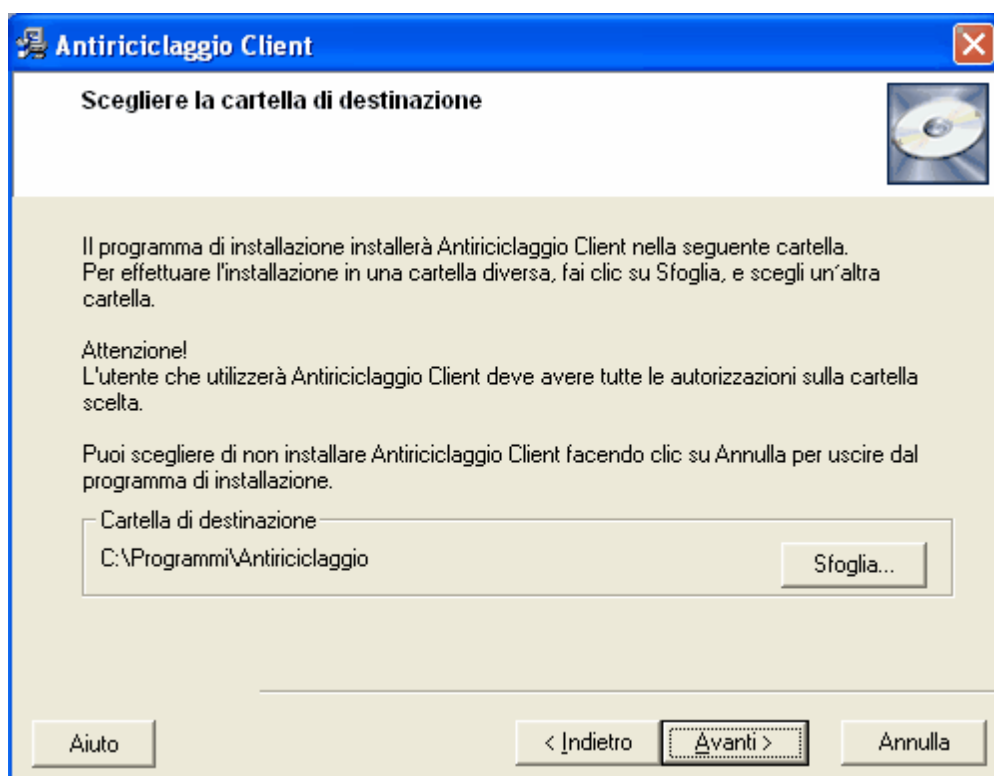 Antiriciclaggio Client
Scegliere la cartella di destinazione
Il programma di installazione installerà Antiriciclaggio Client nella seguente cartella.
Per effettuare l'installazione in una cartella diversa, fai clic su Sfoglia, e scegli un´altra
cartella.
Attenzione!
L'utente che utilizzerà Antiriciclaggio Client deve avere tutte le autorizzazioni sulla cartella
scelta.
Puoi scegliere di non installare Antiriciclaggio Client facendo clic su Annulla per uscire dal
programma di installazione.
Cartella di destinazione
C:\Programmi\Antiriciclaggio
Sfoglia...
Aiuto
< Indietro
Avanti >
Annulla